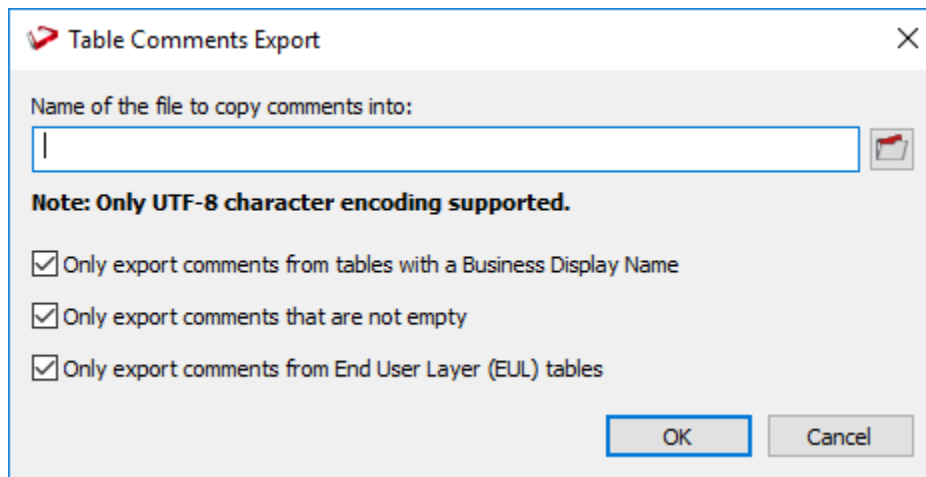 Table Comments Export
Name of the file to copy comments into:
Note: Only UTF-8 character encoding supported.
Only export comments from tables with a Business Display Name
Only export comments that are not empty
Only export comments from End User Layer (EUL) tables
OK Cancel